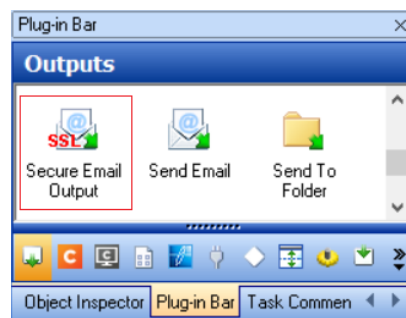 Plug-in Bar
Outputs
SSL
Secure Email
Output
Send Email
Send To
Folder
Object Inspector
Plug-in Bar
Task Commen